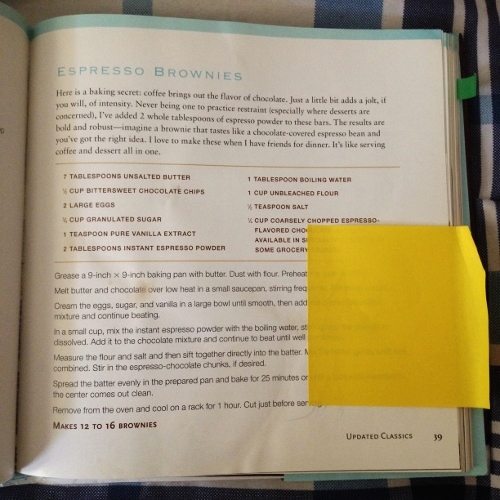 ESPRESSO BROWNIES
Here is a baking secret: coffee brings out the flavor of chocolate. Just a little bit adds a jolt, if
you will, of intensity. Never being one to practice restraint (especially where desserts are
concerned), I've added 2 whole tablespoons of espresso powder to these bars. The results are
bold and robust—imagine a brownie that tastes like a chocolate-covered espresso bean and
you've got the right idea. I love to make these when I have friends for dinner. It's like serving
coffee and dessert all in one.
7 TABLESPOONS UNSALTED BUTTER
CUP BITTERSWEET CHOCOLATE CHIPS
2 LARGE EGGS
CUP GRANULATED SUGAR
1 TEASPOON PURE VANILLA EXTRACT
2 TABLESPOONS INSTANT ESPRESSO POWDER
1 TABLESPOON BOILING WATER
1 CUP UNBLEACHED FLOUR
TEASPOON SALT
CUP COARSELY CHOPPED ESPRESSO-
FLAVORED
AVAILABLE IN
SOME
Grease a 9-inch × 9-inch baking pan with butter. Dust with flour.
Melt butter and chocolate over low heat in a small saucepan, stirring
Cream the eggs, sugar, and vanilla in a large bowl until smooth, then
mixture and continue beating.
In a small cup, mix the instant espresso powder with the boiling water,
dissolved. Add it to the chocolate mixture and continue to beat until well
Measure the flour and salt and then sift together directly into the batter.
combined. Stir in the espresso-chocolate chunks, if desired.
Spread the batter evenly in the prepared pan and bake for 25 minutes or
the center comes out clean.
Remove from the oven and cool on a rack for 1 hour. Cut just before
MAKES 12 TO 16 BROWNIES
UPDATED CLASSICS 39